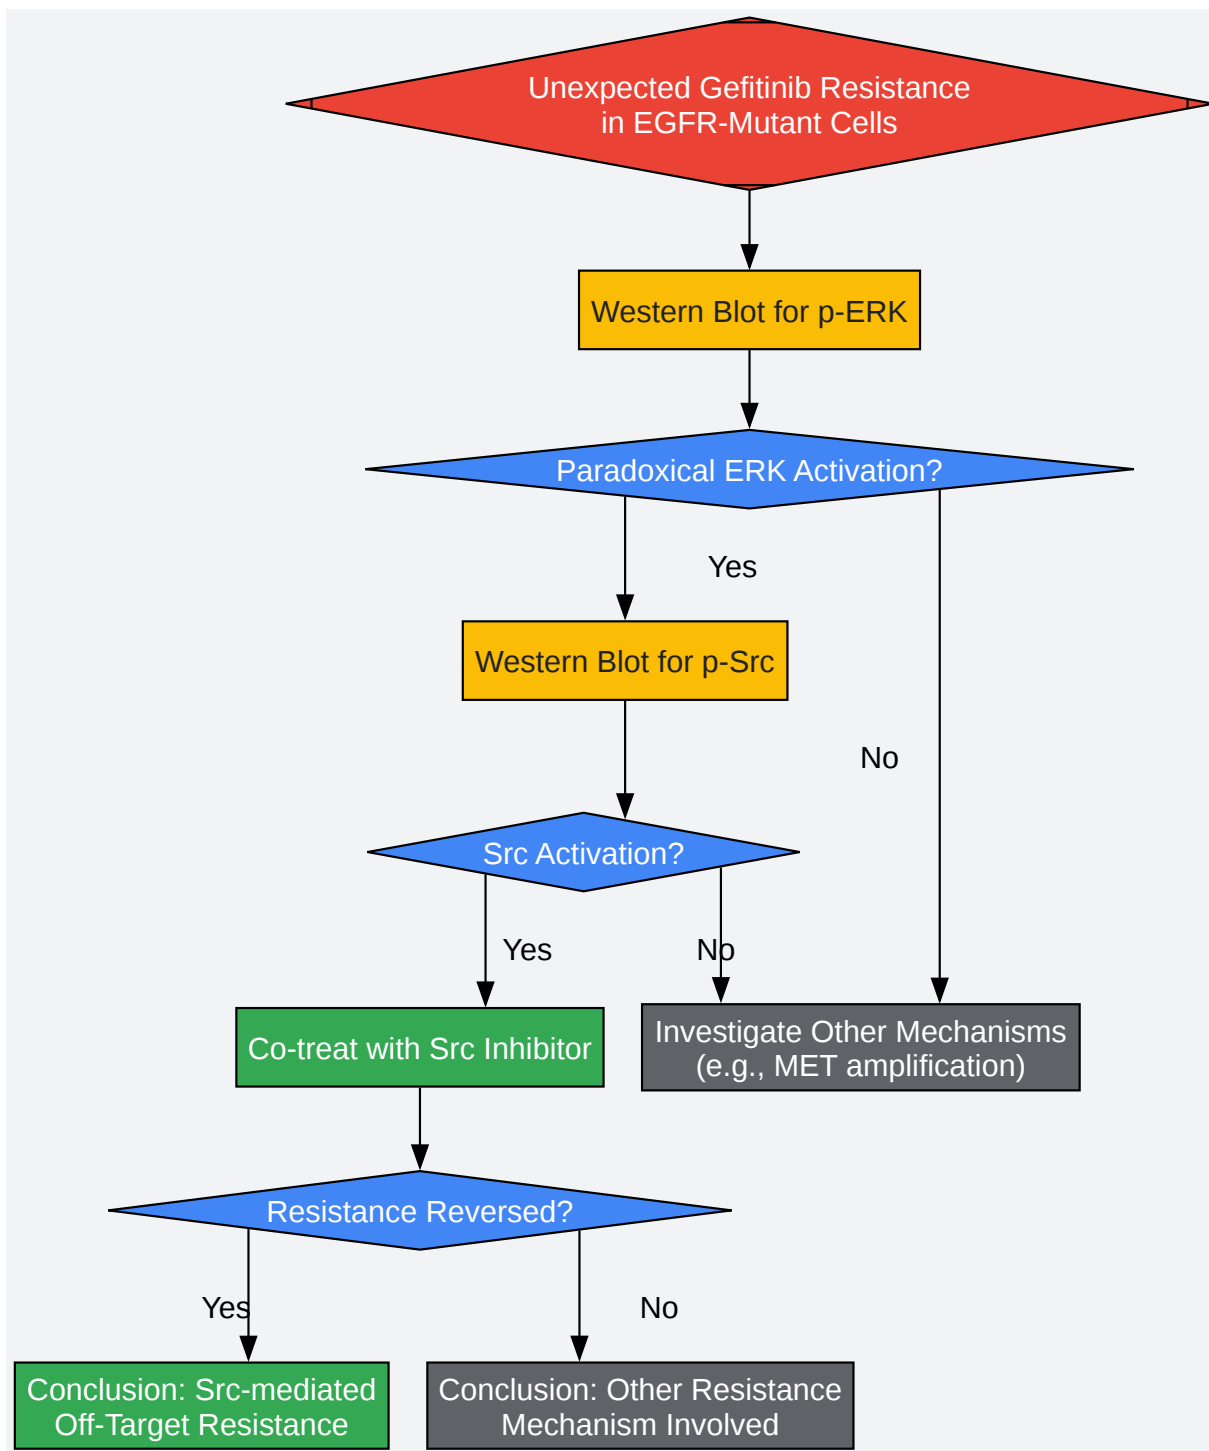 Unexpected Gefitinib Resistance
in EGFR-Mutant Cells
Western Blot for p-ERK
Paradoxical ERK Activation?
Yes
Western Blot for p-Src
No
Src Activation?
Yes
No
Co-treat with Src Inhibitor
Investigate Other Mechanisms
(e.g., MET amplification)
Resistance Reversed?
Yes
No
Conclusion: Src-mediated
Off-Target Resistance
Conclusion: Other Resistance
Mechanism Involved